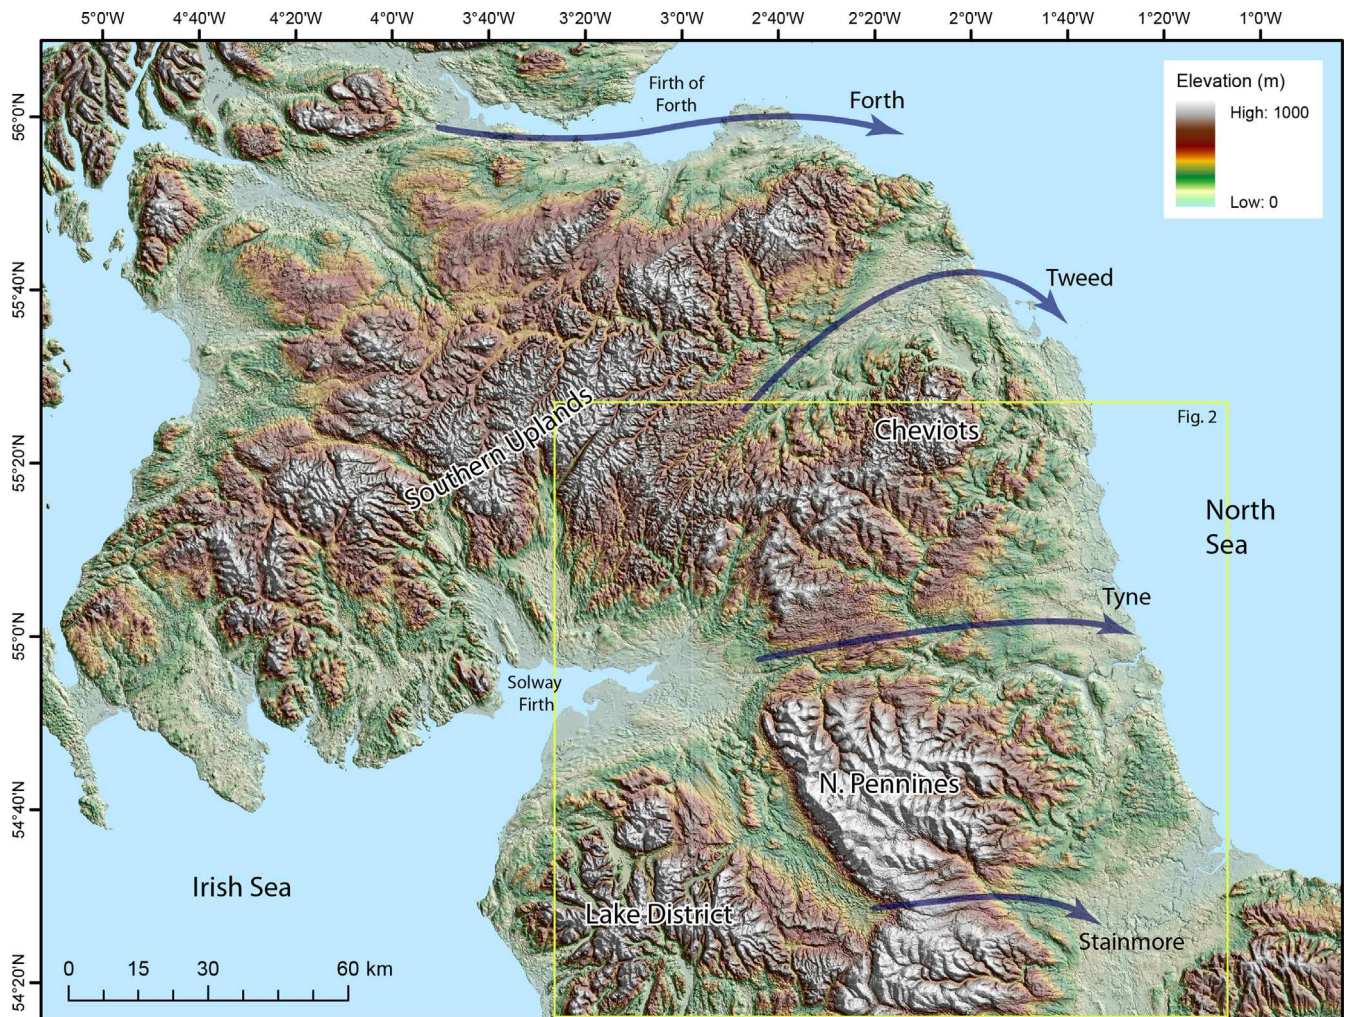 5°0'W 4°40'W 4°20'W 4°0'W 3°40'W 3°20'W 3°0'W 2°40'W 2°20'W 2°0'W 1°40'W 1°20'W 1°0'W
56°0'N
55°40'N
55°20'N
55°0'N
54°40'N
54°20'N
Firth of
Forth
Forth
Elevation (m)
High: 1000
Low: 0
Tweed
Fig. 2
Southern Uplands
Cheviots
North
Sea
Tyne
Solway
Firth
N. Pennines
Irish Sea
Lake District
Stainmore
0 15 30 60 km